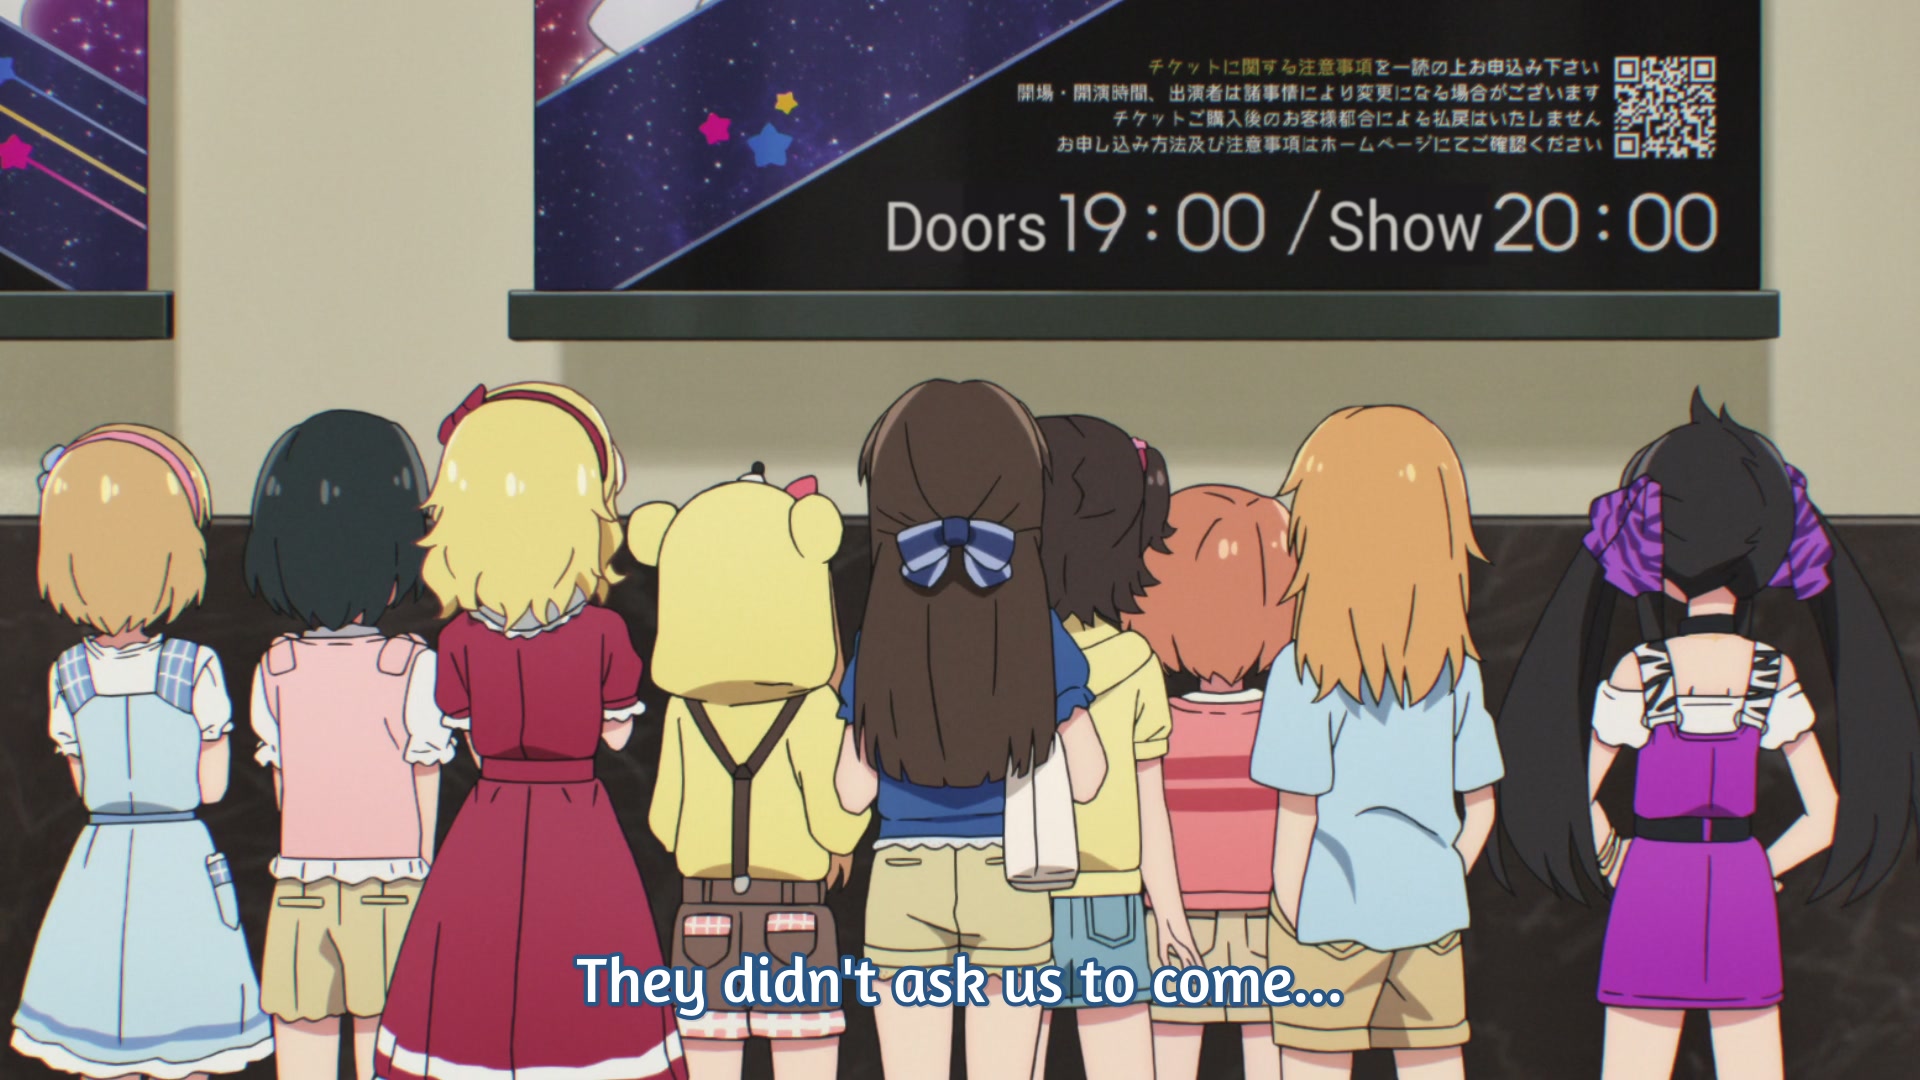 チケットに関する注意事項を一読の上お申込み下さい
開場・開演時間、出演者は諸事情により変更になる場合がございます
チケットご購入後のお客様都合による払戻はいたしません
お申し込み方法及び注意事項はホームページにてご確認ください
Doors 19:00 / Show 20:00
They didn't ask us to come...